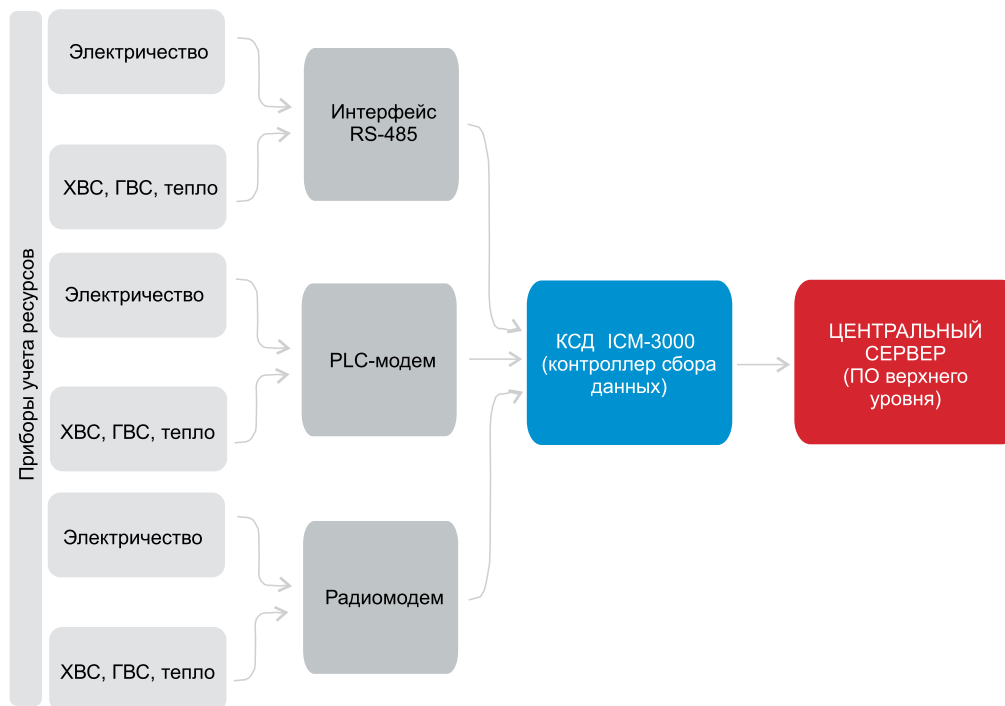 Приборы учета ресурсов
Электричество
ХВС, ГВС, тепло
Электричество
ХВС, ГВС, тепло
Электричество
ХВС, ГВС, тепло
Интерфейс
RS-485
PLC-модем
Радиомодем
КСД ICM-3000
(контроллер сбора
данных)
ЦЕНТРАЛЬНЫЙ
СЕРВЕР
(ПО верхнего
уровня)